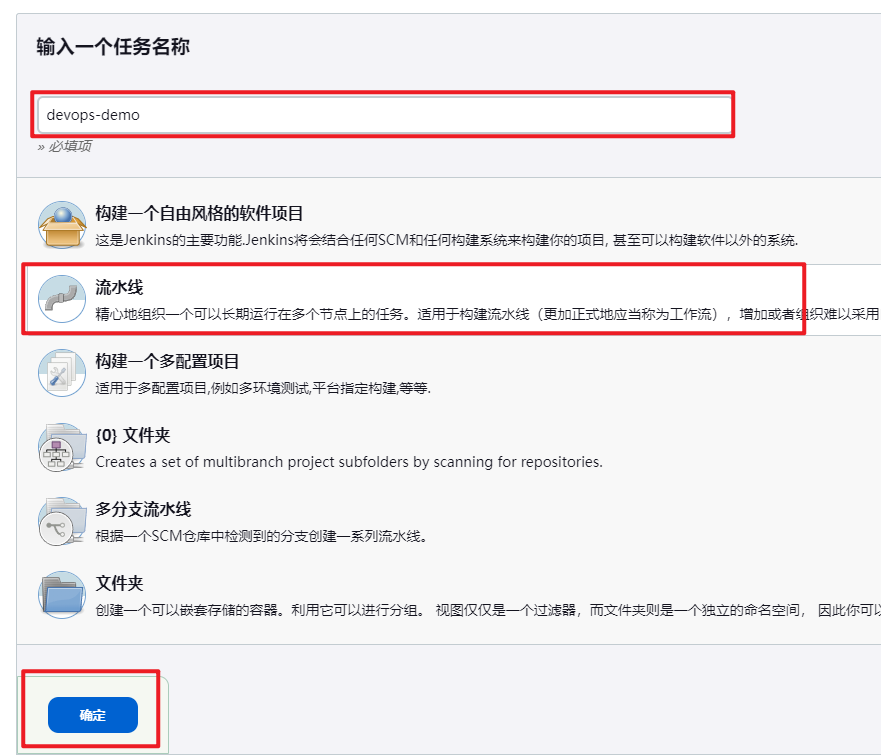 输入一个任务名称
devops-demo
» 必填项
构建一个自由风格的软件项目
这是Jenkins的主要功能.Jenkins将会结合任何SCM和任何构建系统来构建你的项目, 甚至可以构建软件以外的系统.
流水线
精心地组织一个可以长期运行在多个节点上的任务。适用于构建流水线（更加正式地应当称为工作流），增加或者组织难以采用
构建一个多配置项目
适用于多配置项目,例如多环境测试,平台指定构建,等等.
{0} 文件夹
Creates a set of multibranch project subfolders by scanning for repositories.
多分支流水线
根据一个SCM仓库中检测到的分支创建一系列流水线。
文件夹
创建一个可以嵌套存储的容器。利用它可以进行分组。 视图仅仅是一个过滤器，而文件夹则是一个独立的命名空间， 因此你可以
确定